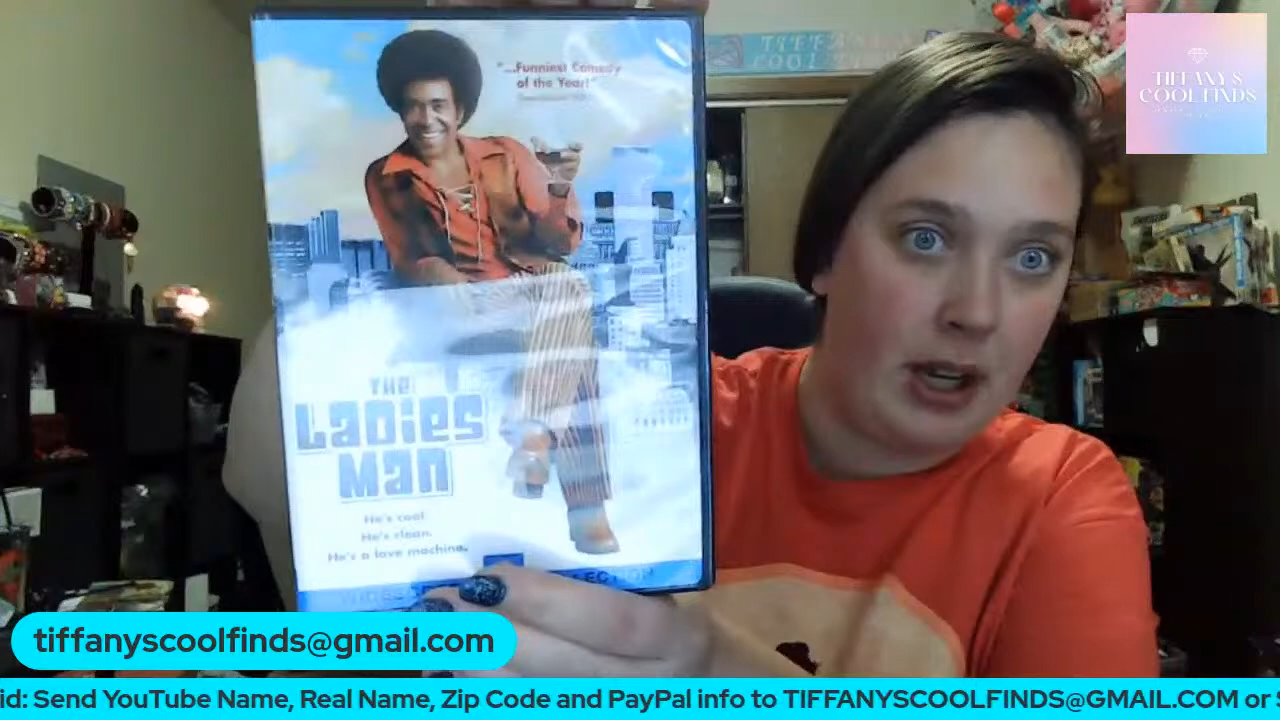 "...Funniest Comedy
of the Year!"
TIFFANY'S
COOL FINDS
THE
LADIES
MAN
He's cool.
He's clean.
He's a love machine.
tiffanyscoolfinds@gmail.com
id: Send YouTube Name, Real Name, Zip Code and PayPal info to TIFFANYSCOOLFINDS@GMAIL.COM or S